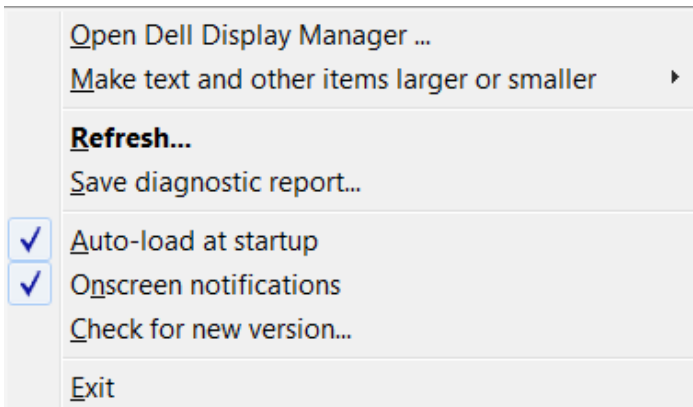 Open Dell Display Manager ...
Make text and other items larger or smaller
Refresh...
Save diagnostic report...
Auto-load at startup
Onscreen notifications
Check for new version...
Exit